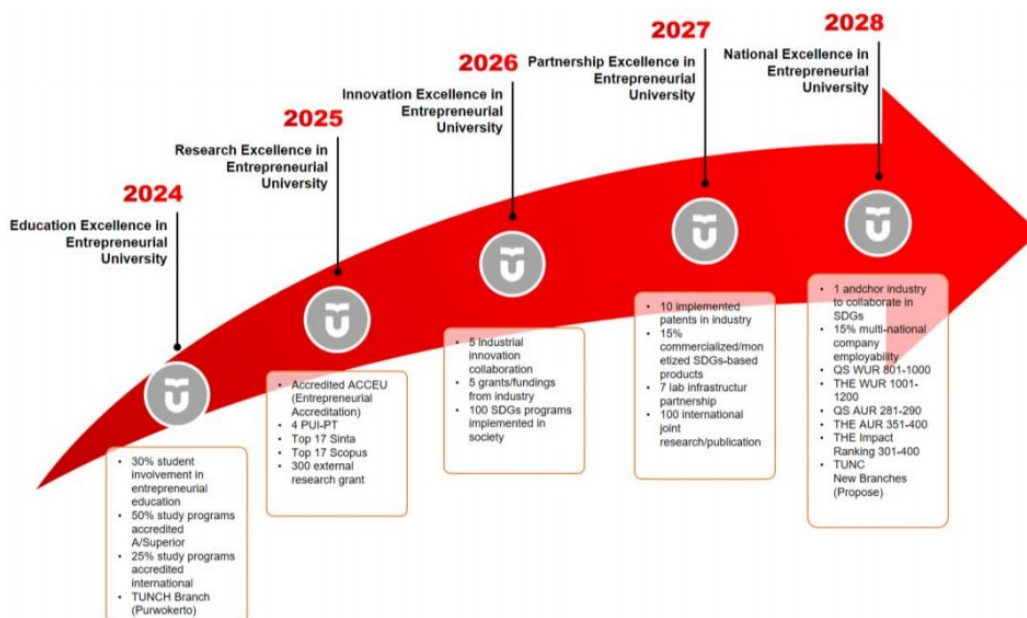 2024
Education Excellence in
Entrepreneurial
University
• 30% student
involvement in
entrepreneurial
education
• 50% study programs
accredited
A/Superior
• 25% study programs
accredited
international
• TUNCH Branch
(Purwokerto)
2025
Research Excellence in
Entrepreneurial
University
• Accredited ACCEU
(Entrepreneurial
Accreditation)
• 4 PUI-PT
• Top 17 Sinta
• Top 17 Scopus
• 300 external
research grant
2026
Innovation Excellence in
Entrepreneurial
University
• 5 industrial
innovation
collaboration
• 5 grants/fundings
from industry
• 100 SDGs programs
implemented in
society
2027
Partnership Excellence in
Entrepreneurial
University
• 10 implemented
patents in industry
• 15%
commercialized/mon
etized SDGs-based
products
• 7 lab infrastructur
partnership
• 100 international
joint
research/publication
2028
National Excellence in
Entrepreneurial
University
• 1 andchor industry
to collaborate in
SDGs
• 15% multi-national
company
employability
• QS WUR 801-1000
• THE WUR 1001-
1200
• QS AUR 281-290
• THE AUR 351-400
• THE Impact
Ranking 301-400
• TUNC
New Branches
(Propose)